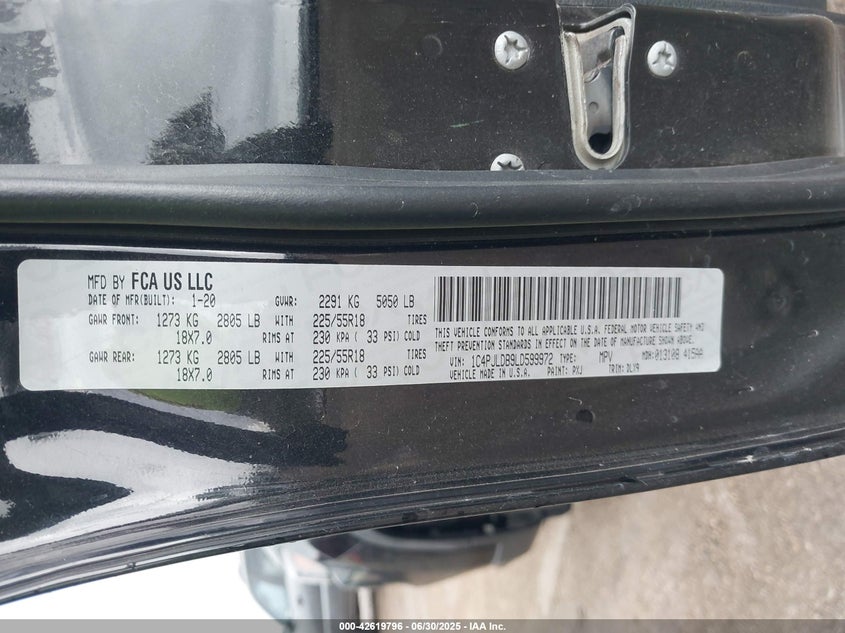 MFD BY FCA US LLC
DATE OF MFR(BUILT): 1-20 GVWR: 2291 KG 5050 LB
GAWR FRONT: 1273 KG 2805 LB WITH 225/55R18 TIRES
18X7.0 RIMS AT 230 KPA ( 33 PSI) COLD
GAWR REAR: 1273 KG 2805 LB WITH 225/55R18 TIRES
18X7.0 RIMS AT 230 KPA ( 33 PSI) COLD
THIS VEHICLE CONFORMS TO ALL APPLICABLE U.S.A. FEDERAL MOTOR VEHICLE SAFETY AND
THEFT PREVENTION STANDARDS IN EFFECT ON THE DATE OF MANUFACTURE SHOWN ABOVE.
VIN: 1C4PJLDB9LD599972 TYPE: MPV MDH: 013108 415AA
VEHICLE MADE IN U.S.A. PAINT: PXJ TRIM: DLX9
000-42619796 - 06/30/2025 - IAA Inc.